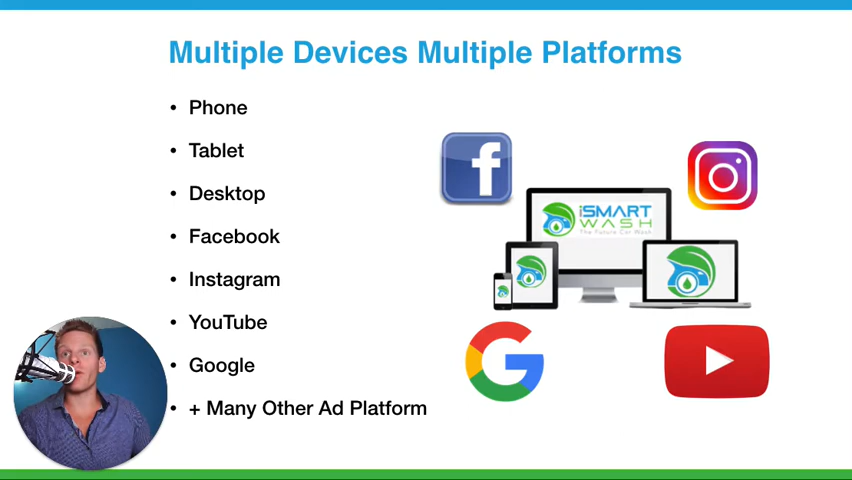 Multiple Devices Multiple Platforms
• Phone
• Tablet
• Desktop
• Facebook
• Instagram
• YouTube
• Google
• + Many Other Ad Platform
f
iSMART
WASH
The Future Car Wash
G